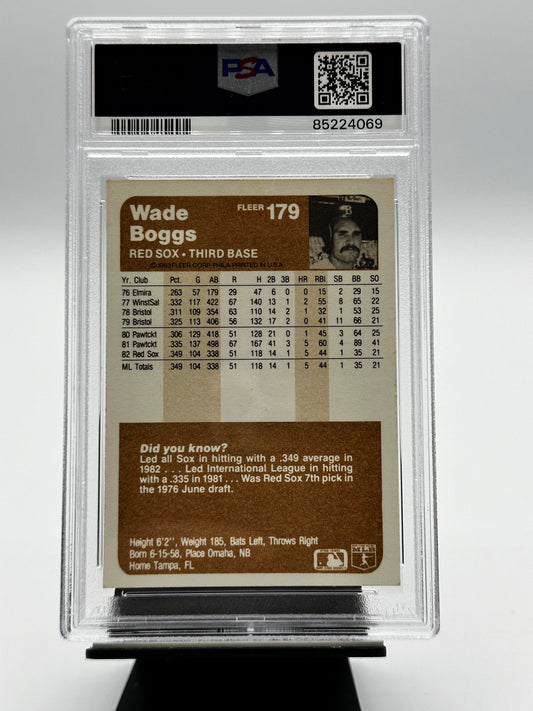 PSA
85224069
Wade
Boggs
FLEER 179
RED SOX • THIRD BASE
© 1983 FLEER CORP. PHILA-PRINTED IN U.S.A.
Yr. Club Pct. G AB R H 2B 3B HR RBI SB BB SO
76 Elmira .263 57 179 29 47 6 0 0 15 2 29 15
77 WinstSal .332 117 422 67 140 13 1 2 55 8 65 22
78 Bristol .311 109 354 63 110 14 2 1 32 1 53 25
79 Bristol .325 113 406 56 132 17 2 0 41 11 66 21
80 Pawtckt .306 129 418 51 128 21 0 1 45 3 64 25
81 Pawtckt .335 137 498 67 167 41 3 5 60 4 89 41
82 Red Sox .349 104 338 51 118 14 1 5 44 1 35 21
ML Totals .349 104 338 51 118 14 1 5 44 1 35 21
Did you know?
Led all Sox in hitting with a .349 average in
1982 . . . Led International League in hitting
with a .335 in 1981 . . . Was Red Sox 7th pick in
the 1976 June draft.
Height 6'2'', Weight 185, Bats Left, Throws Right
Born 6-15-58, Place Omaha, NB
Home Tampa, FL